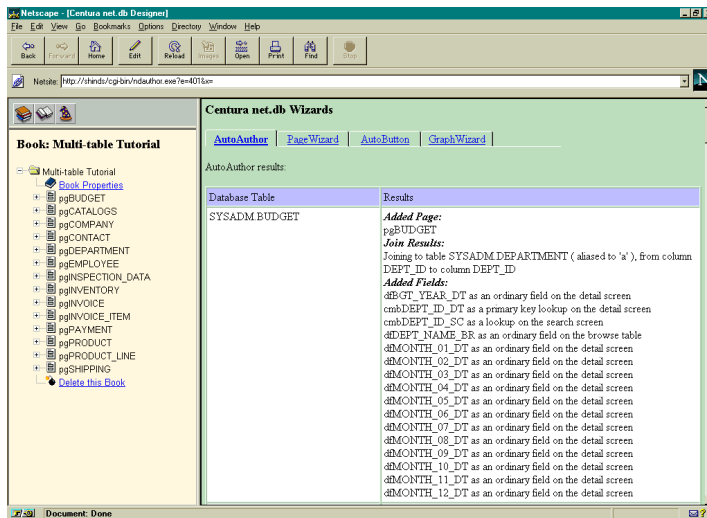 Netscape - [Centura net.db Designer]
File Edit View Go Bookmarks Options Directory Window Help
Back Forward Home Edit Reload Images Open Print Find Stop
Netsite: http://shinds/cgi-bin/ndauthor.exe?e=401&x=
N
Book: Multi-table Tutorial
Multi-table Tutorial
Book Properties
pgBUDGET
pgCATALOGS
pgCOMPANY
pgCONTACT
pgDEPARTMENT
pgEMPLOYEE
pgINSPECTION_DATA
pgINVENTORY
pgINVOICE
pgINVOICE_ITEM
pgPAYMENT
pgPRODUCT
pgPRODUCT_LINE
pgSHIPPING
Delete this Book
Centura net.db Wizards
AutoAuthor PageWizard AutoButton GraphWizard
AutoAuthor results:
Database Table Results
SYSADM.BUDGET
Added Page:
pgBUDGET
Join Results:
Joining to table SYSADM.DEPARTMENT ( aliased to 'a' ), from column
DEPT_ID to column DEPT_ID
Added Fields:
dfBGT_YEAR_DT as an ordinary field on the detail screen
cmbDEPT_ID_DT as a primary key lookup on the detail screen
cmbDEPT_ID_SC as a lookup on the search screen
dfDEPT_NAME_BR as an ordinary field on the browse table
dfMONTH_01_DT as an ordinary field on the detail screen
dfMONTH_02_DT as an ordinary field on the detail screen
dfMONTH_03_DT as an ordinary field on the detail screen
dfMONTH_04_DT as an ordinary field on the detail screen
dfMONTH_05_DT as an ordinary field on the detail screen
dfMONTH_06_DT as an ordinary field on the detail screen
dfMONTH_07_DT as an ordinary field on the detail screen
dfMONTH_08_DT as an ordinary field on the detail screen
dfMONTH_09_DT as an ordinary field on the detail screen
dfMONTH_10_DT as an ordinary field on the detail screen
dfMONTH_11_DT as an ordinary field on the detail screen
dfMONTH_12_DT as an ordinary field on the detail screen
Document: Done